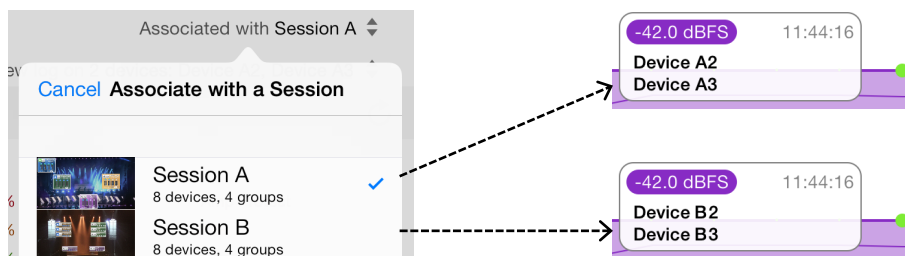 Associated with Session A
Cancel Associate with a Session
Session A
8 devices, 4 groups
Session B
8 devices, 4 groups
-42.0 dBFS 11:44:16
Device A2
Device A3
-42.0 dBFS 11:44:16
Device B2
Device B3